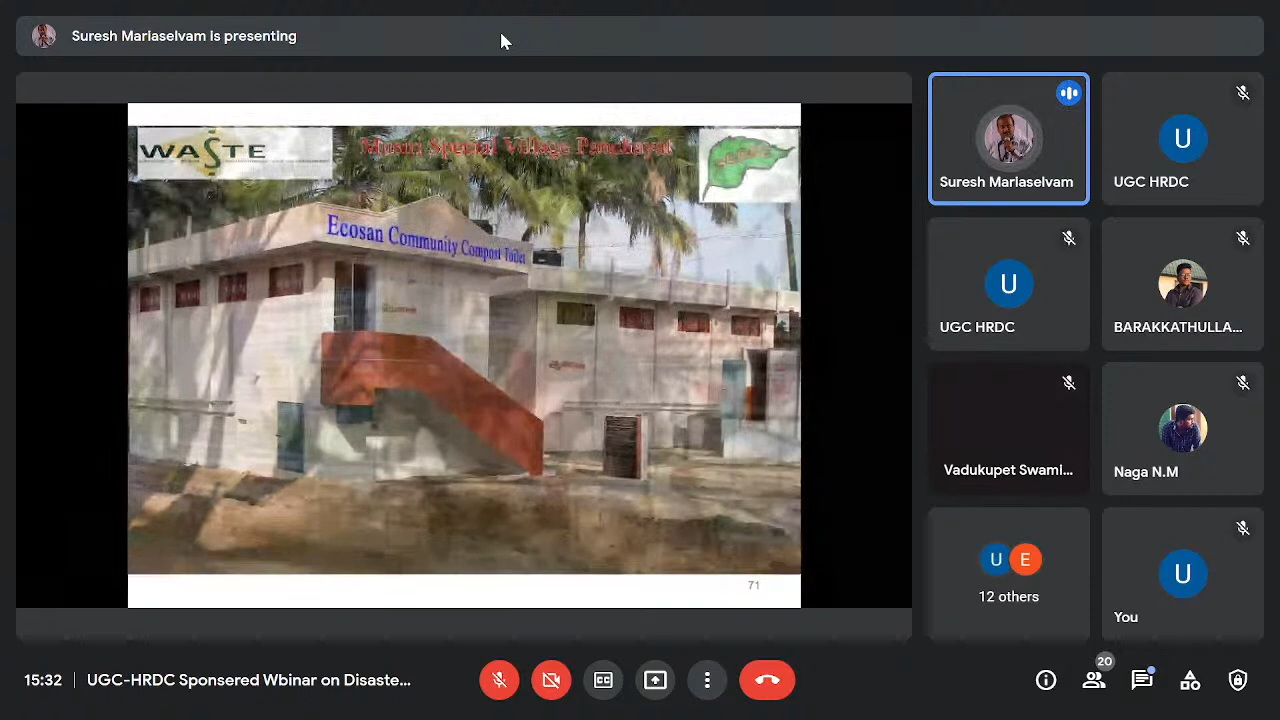 Suresh Mariaselvam is presenting
WASTE
Musiri Special Village Panchayat
Ecosan Community Compost Toilet
71
Suresh Mariaselvam
U
UGC HRDC
U
UGC HRDC
BARAKKATHULLA...
Vadukupet Swami...
Naga N.M
U E
12 others
U
You
15:32 | UGC-HRDC Sponsered Wbinar on Disaste...
CC
20